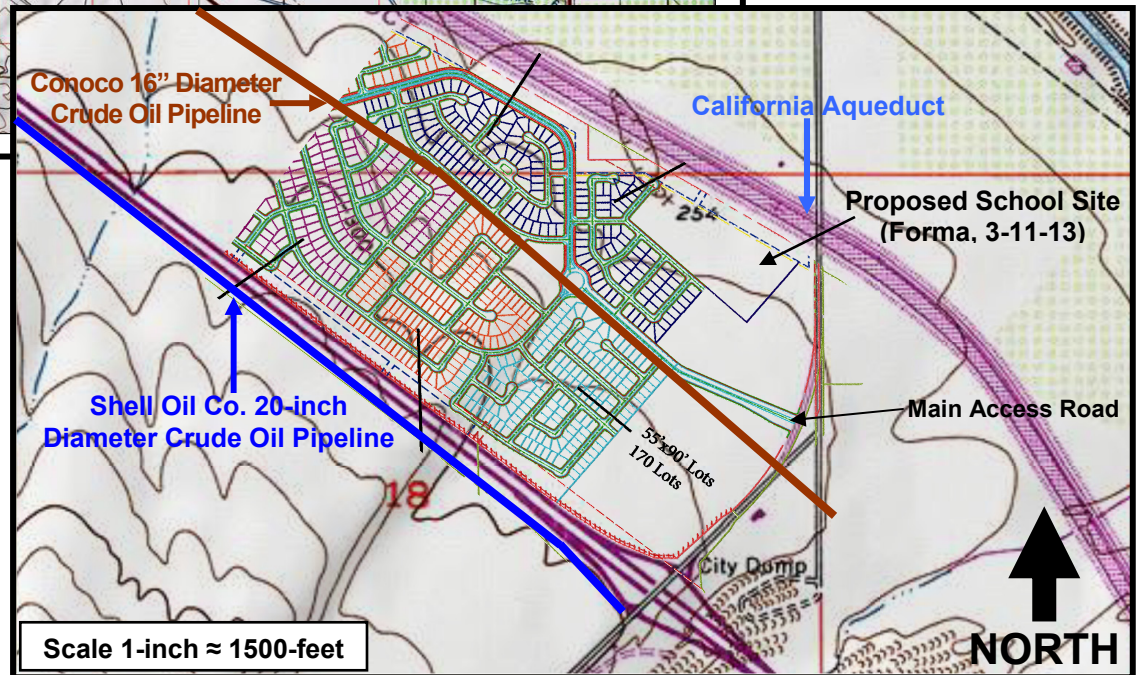 Conoco 16” Diameter
Crude Oil Pipeline
California Aqueduct
254
Proposed School Site
(Forma, 3-11-13)
300
Shell Oil Co. 20-inch
Diameter Crude Oil Pipeline
Main Access Road
55'x90' Lots
170 Lots
18
City Dump
Scale 1-inch ≈ 1500-feet
NORTH